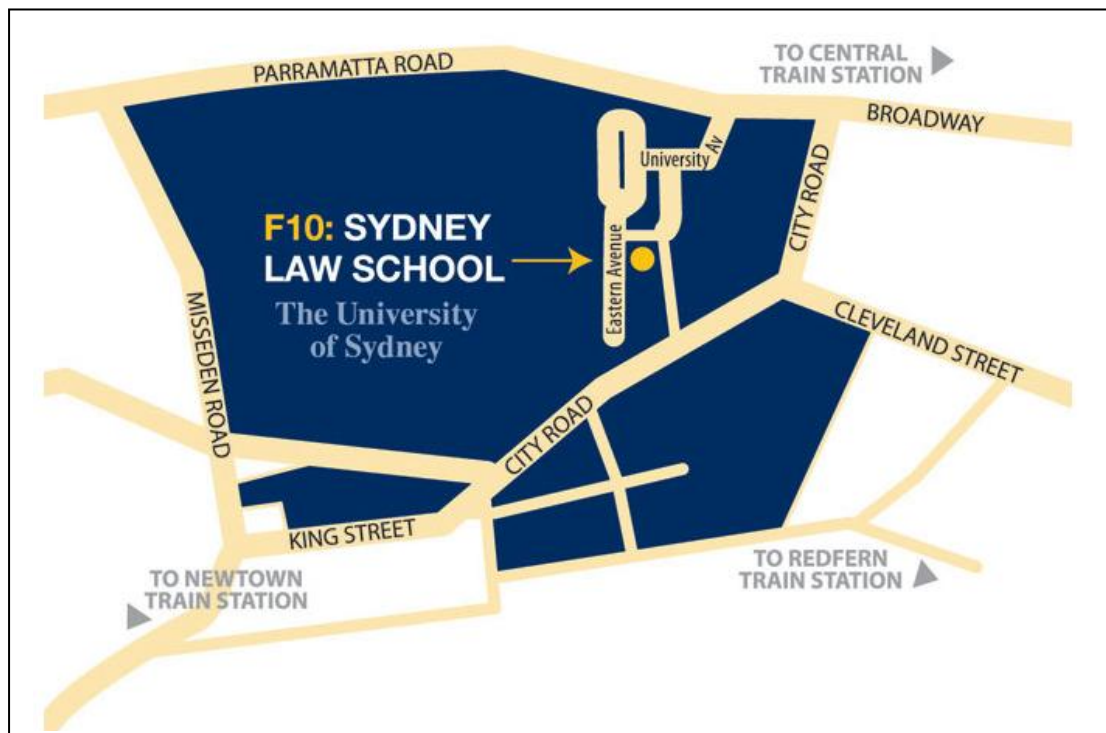 TO CENTRAL
TRAIN STATION
PARRAMATTA ROAD
BROADWAY
University Av
CITY ROAD
F10: SYDNEY
LAW SCHOOL
The University
of Sydney
Eastern Avenue
MISSEDEN ROAD
CLEVELAND STREET
CITY ROAD
KING STREET
TO NEWTOWN
TRAIN STATION
TO REDFERN
TRAIN STATION